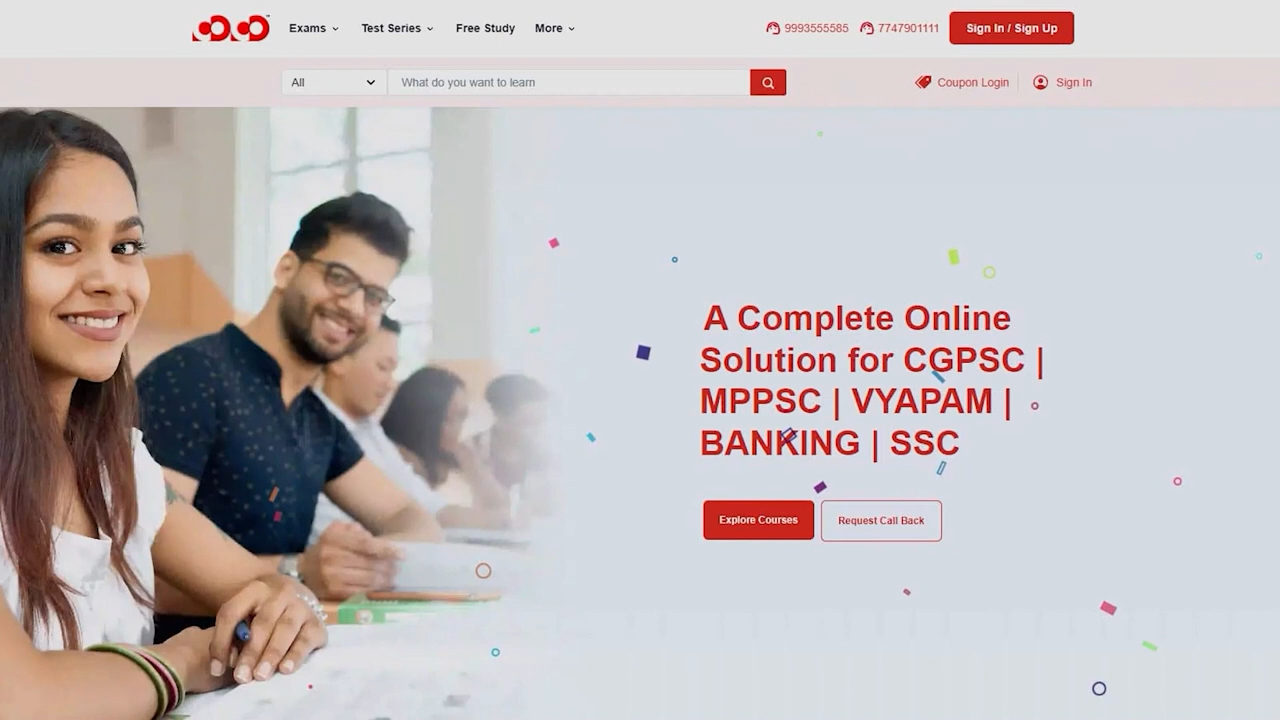 Exams
Test Series
Free Study
More
9993555585
7747901111
Sign In / Sign Up
All
What do you want to learn
Coupon Login
Sign In
A Complete Online
Solution for CGPSC |
MPPSC | VYAPAM |
BANKING | SSC
Explore Courses
Request Call Back